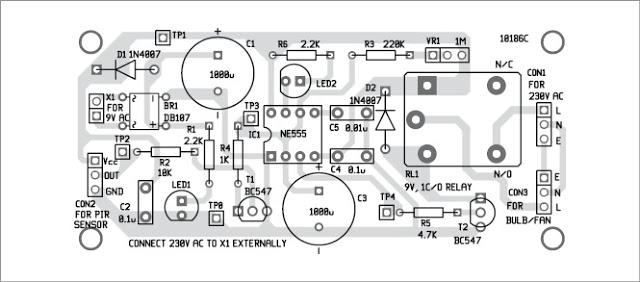 TP1
C1
R6 2.2K
R3 220K
VR1 1M
10186C
D1 1N4007
1000u
LED2
D2
1N4007
N/C
CON1
FOR
230V AC
X1
FOR
9V AC
BR1
DB107
TP3
IC1
NE555
C5 0.01u
L
N
E
TP2
R1
2.2K
R4
1K
Vcc
OUT
GND
R2
10K
C4 0.1u
RL1
N/O
9V, 1C/O RELAY
E
N
L
CON3
FOR
BULB/FAN
CON2
FOR PIR
SENSOR
C2
0.1u
LED1
TP0
T1
BC547
1000u
C3
TP4
R5
4.7K
T2
BC547
CONNECT 230V AC TO X1 EXTERNALLY